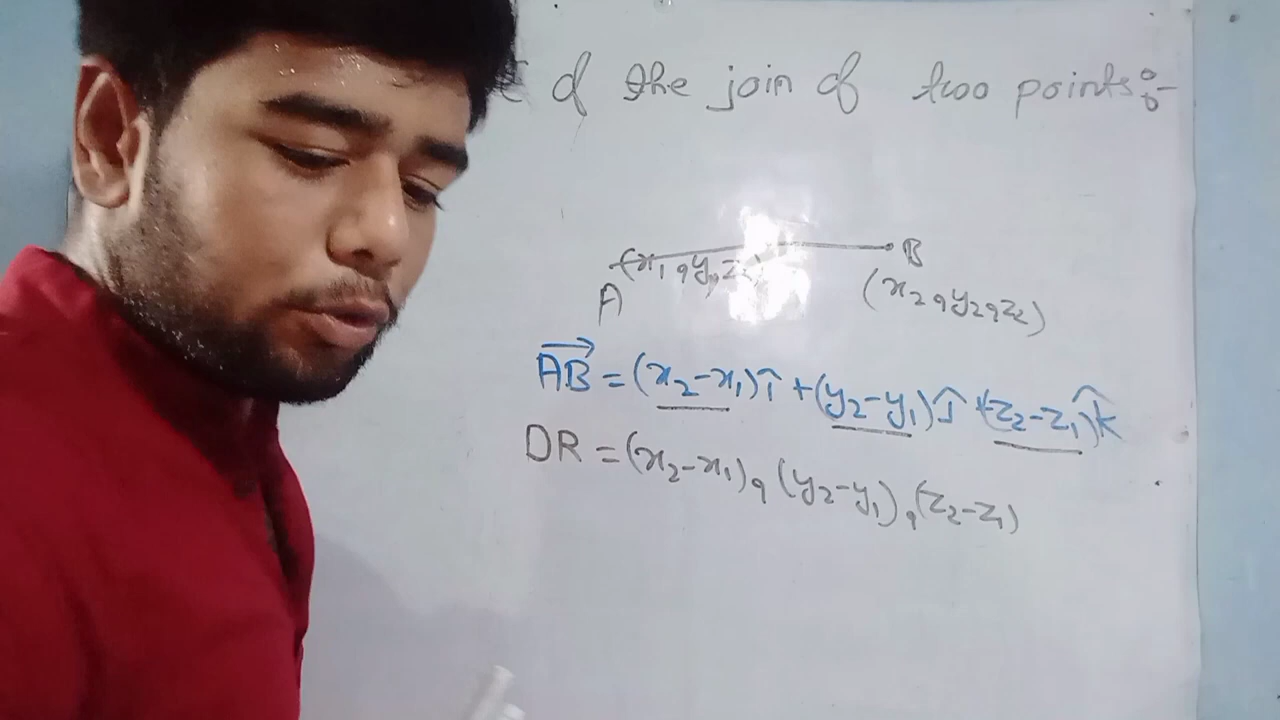 of the join of two points:-
B
(x₁, y₁, z₁)
A
(x₂, y₂, z₂)
AB⃗ = (x₂-x₁)î + (y₂-y₁)ĵ + (z₂-z₁)k̂
DR = (x₂-x₁), (y₂-y₁), (z₂-z₁)